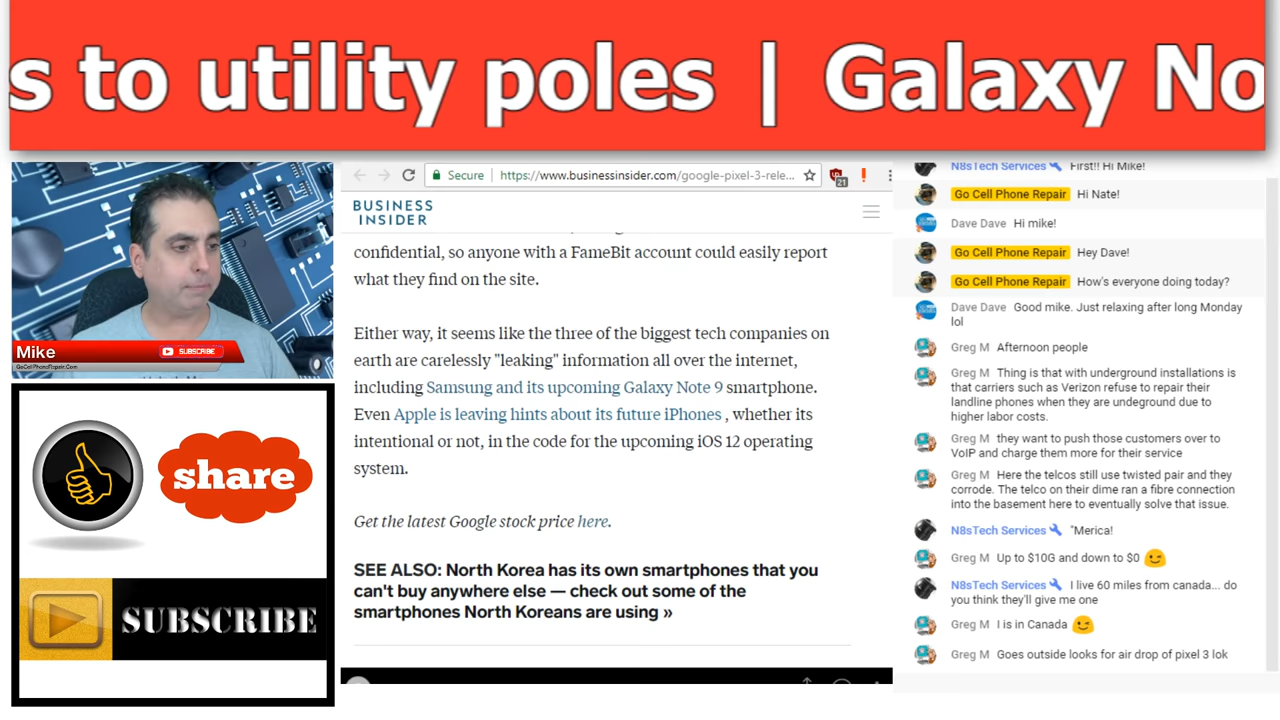 s to utility poles | Galaxy No
Mike
SUBSCRIBE
GoCellPhoneRepair.Com
share
SUBSCRIBE
Secure | https://www.businessinsider.com/google-pixel-3-rele...
21
BUSINESS
INSIDER
confidential, so anyone with a FameBit account could easily report
what they find on the site.
Either way, it seems like the three of the biggest tech companies on
earth are carelessly "leaking" information all over the internet,
including Samsung and its upcoming Galaxy Note 9 smartphone.
Even Apple is leaving hints about its future iPhones , whether its
intentional or not, in the code for the upcoming iOS 12 operating
system.
Get the latest Google stock price here.
SEE ALSO: North Korea has its own smartphones that you
can't buy anywhere else — check out some of the
smartphones North Koreans are using »
N8sTech Services First!! Hi Mike!
Go Cell Phone Repair Hi Nate!
Dave Dave Hi mike!
Go Cell Phone Repair Hey Dave!
Go Cell Phone Repair How's everyone doing today?
Dave Dave Good mike. Just relaxing after long Monday
lol
Greg M Afternoon people
Greg M Thing is that with underground installations is
is that carriers such as Verizon refuse to repair their
landline phones when they are undeground due to
higher labor costs.
Greg M they want to push those customers over to
VoIP and charge them more for their service
Greg M Here the telcos still use twisted pair and they
corrode. The telco on their dime ran a fibre connection
into the basement here to eventually solve that issue.
N8sTech Services "Merica!
Greg M Up to $10G and down to $0 😉
N8sTech Services I live 60 miles from canada... do
you think they'll give me one
Greg M I is in Canada 😉
Greg M Goes outside looks for air drop of pixel 3 lok